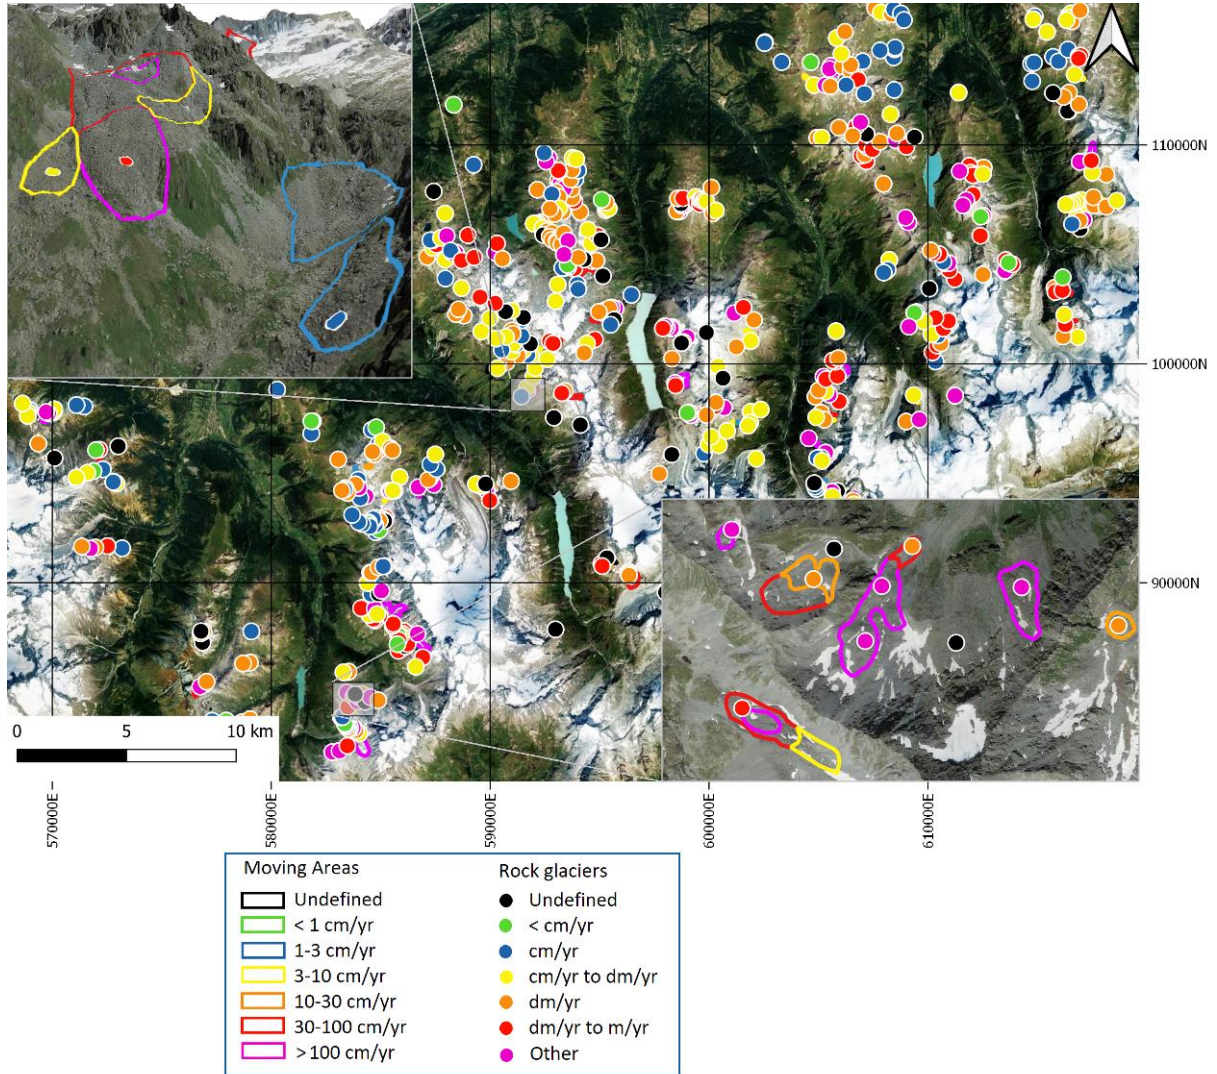 110000N
100000N
90000N
0 5 10 km
570000E 580000E 590000E 600000E 610000E
Moving Areas Rock glaciers
Undefined Undefined
< 1 cm/yr < cm/yr
1-3 cm/yr cm/yr
3-10 cm/yr cm/yr to dm/yr
10-30 cm/yr dm/yr
30-100 cm/yr dm/yr to m/yr
>100 cm/yr Other